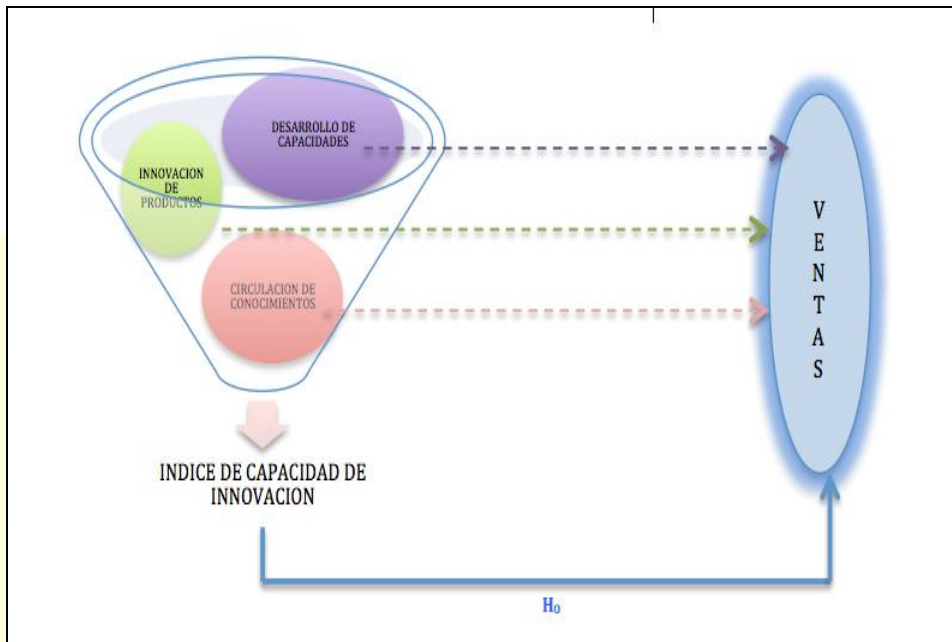 DESARROLLO DE
CAPACIDADES
INNOVACION
DE
PRODUCTOS
CIRCULACION DE
CONOCIMIENTOS
V
E
N
T
A
S
INDICE DE CAPACIDAD DE
INNOVACION
H0